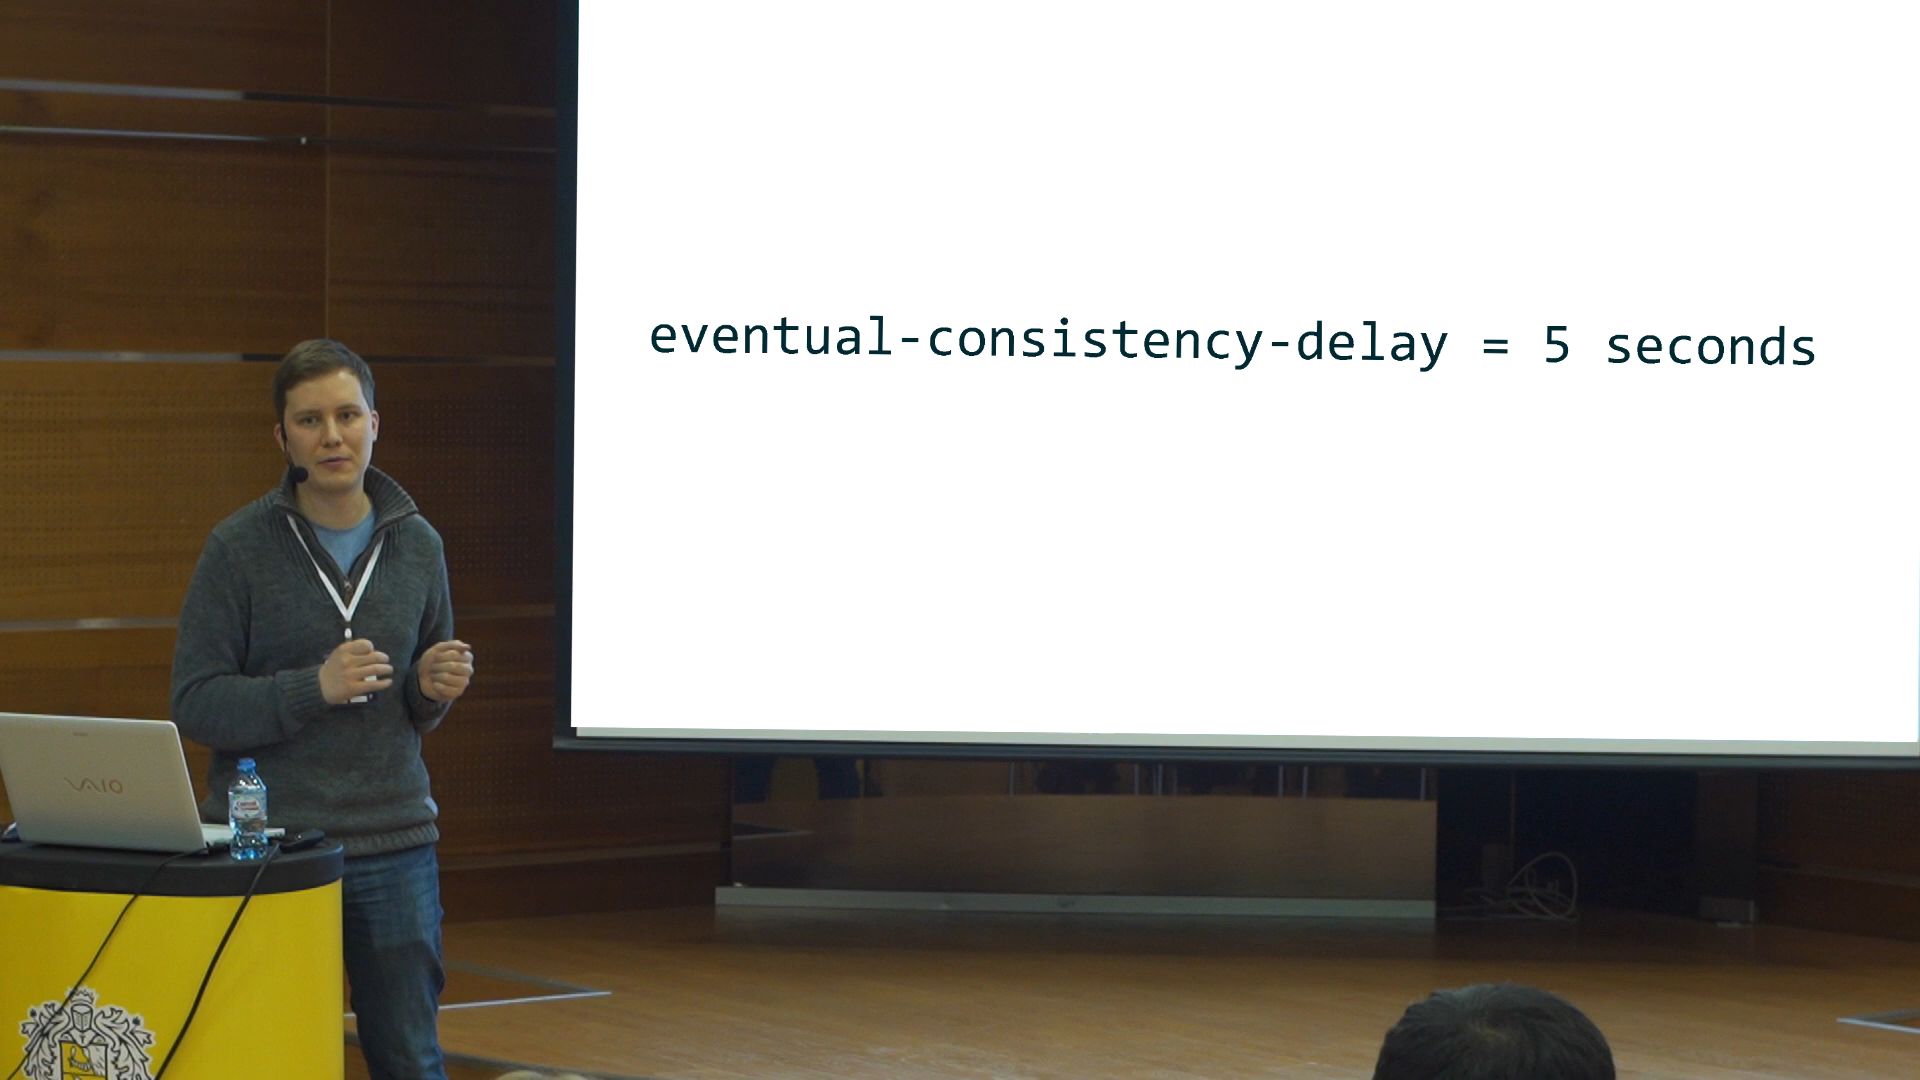 eventual-consistency-delay = 5 seconds
VAIO